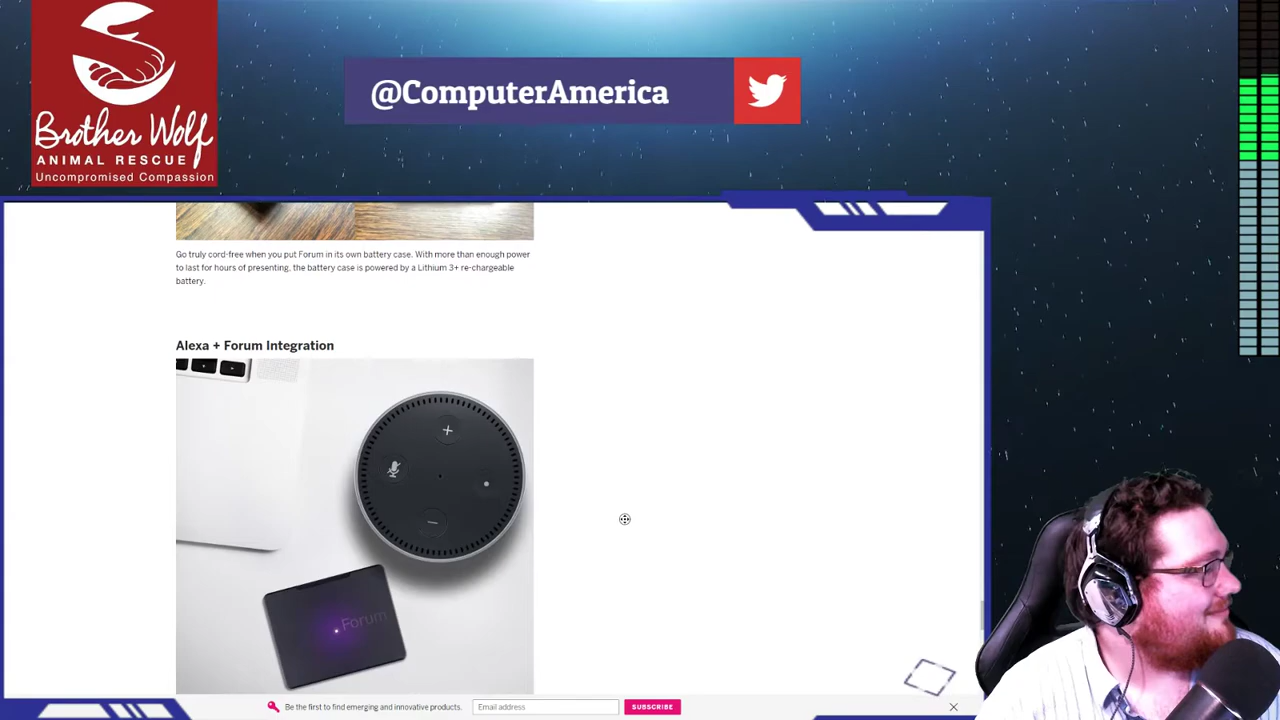 Brother Wolf
ANIMAL RESCUE
Uncompromised Compassion
@ComputerAmerica
Go truly cord-free when you put Forum in its own battery case. With more than enough power
to last for hours of presenting, the battery case is powered by a Lithium 3+ re-chargeable
battery.
Alexa + Forum Integration
Forum
Be the first to find emerging and innovative products.
Email address
SUBSCRIBE